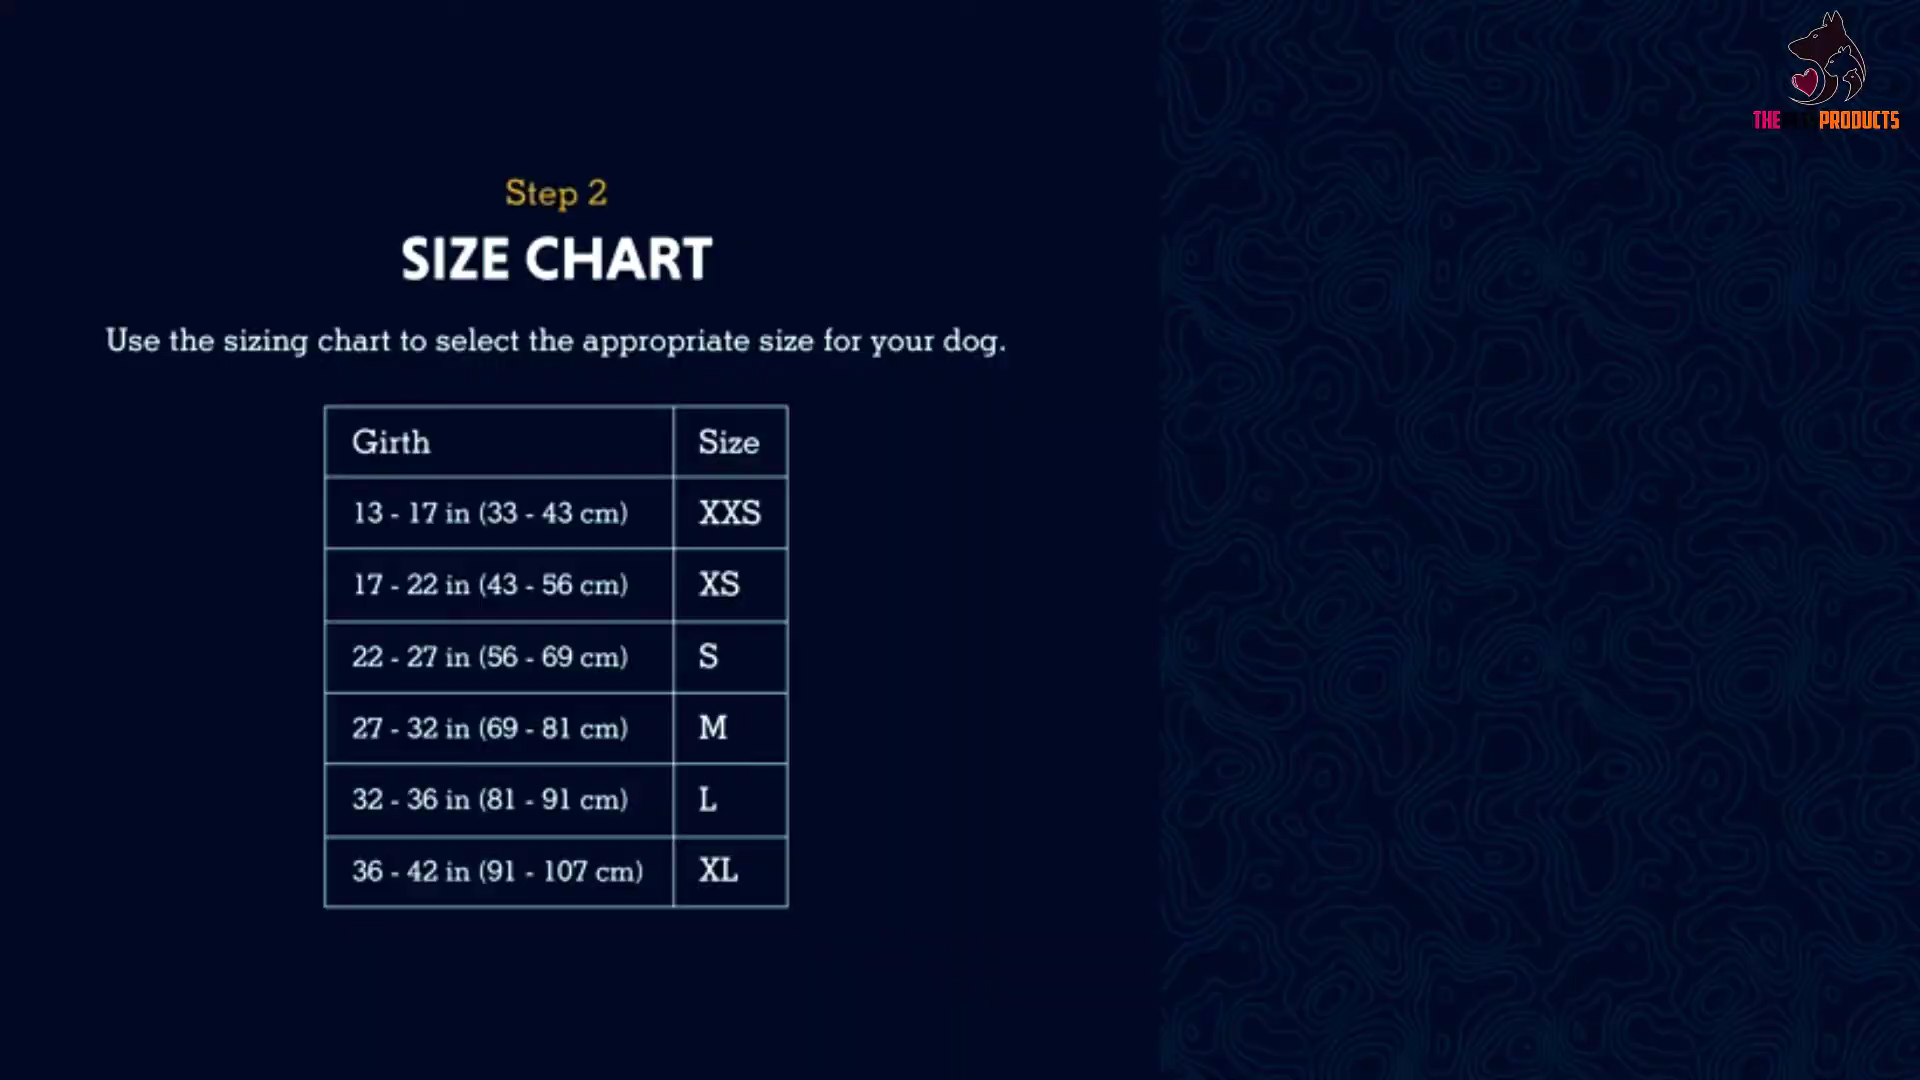 Step 2
SIZE CHART
Use the sizing chart to select the appropriate size for your dog.
Girth Size
13 - 17 in (33 - 43 cm) XXS
17 - 22 in (43 - 56 cm) XS
22 - 27 in (56 - 69 cm) S
27 - 32 in (69 - 81 cm) M
32 - 36 in (81 - 91 cm) L
36 - 42 in (91 - 107 cm) XL
THE PRODUCTS